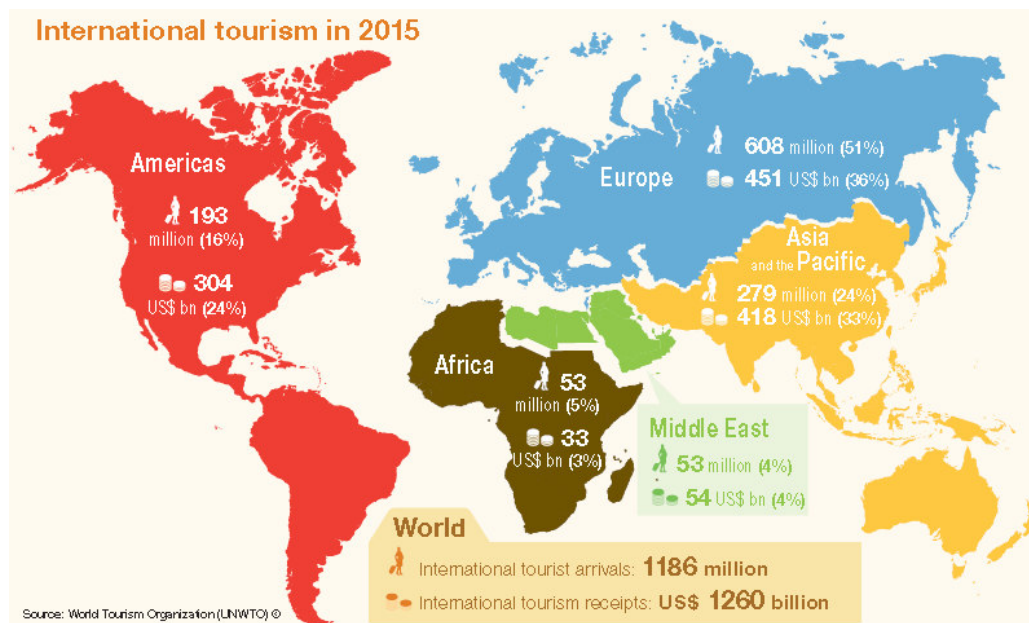 International tourism in 2015
Americas
193
million (16%)
304
US$ bn (24%)
Europe
608 million (51%)
451 US$ bn (36%)
Asia
and the Pacific
279 million (24%)
418 US$ bn (33%)
Africa
53
million (5%)
33
US$ bn (3%)
Middle East
53 million (4%)
54 US$ bn (4%)
World
International tourist arrivals: 1186 million
International tourism receipts: US$ 1260 billion
Source: World Tourism Organization (UNWTO) ©